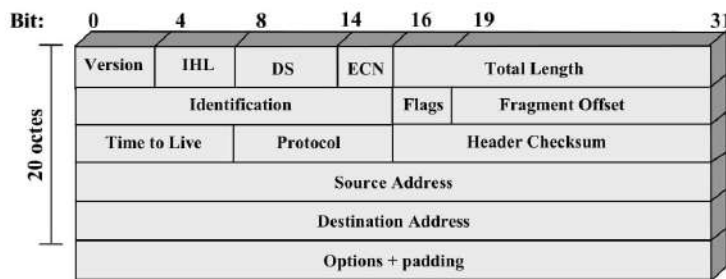 Bit: 0 4 8 14 16 19 31
Version IHL DS ECN Total Length
Identification Flags Fragment Offset
Time to Live Protocol Header Checksum
Source Address
Destination Address
Options + padding
20 octes